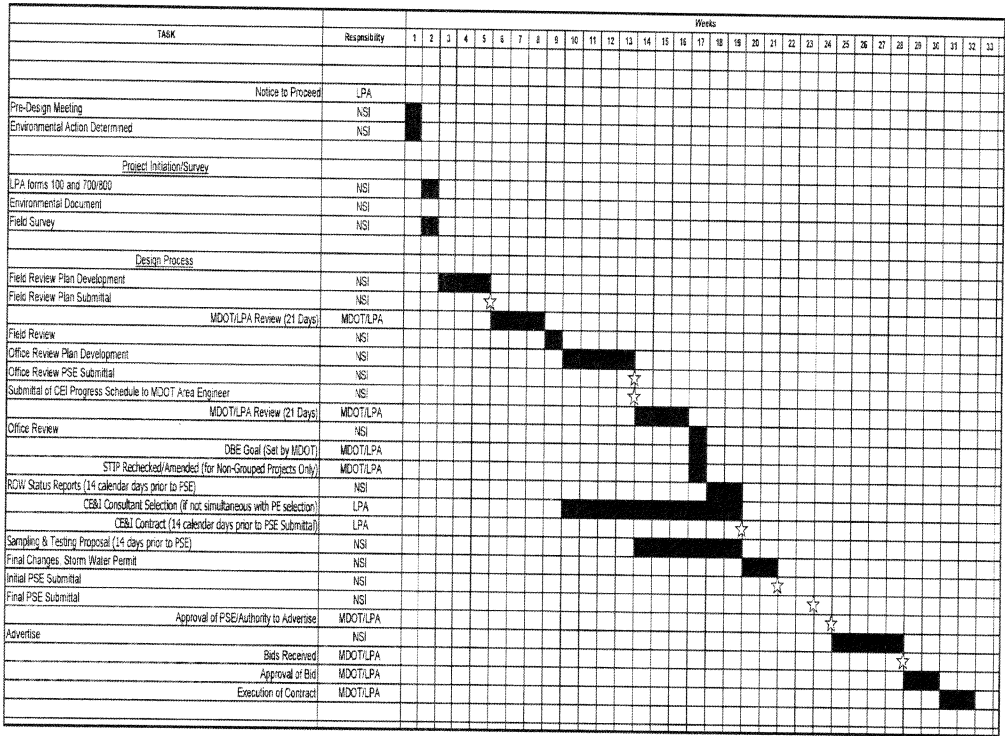 Weeks
TASK Respnsibility 1 2 3 4 5 6 7 8 9 10 11 12 13 14 15 16 17 18 19 20 21 22 23 24 25 26 27 28 29 30 31 32 33
Notice to Proceed LPA
Pre-Design Meeting NSI
Environmental Action Determined NSI
Project Initiation/Survey
LPA forms 100 and 700/800 NSI
Environmental Document NSI
Field Survey NSI
Design Process
Field Review Plan Development NSI
Field Review Plan Submittal NSI
MDOT/LPA Review (21 Days) MDOT/LPA
Field Review NSI
Office Review Plan Development NSI
Office Review PSE Submittal NSI
Submittal of CEI Progress Schedule to MDOT Area Engineer NSI
MDOT/LPA Review (21 Days) MDOT/LPA
Office Review NSI
DBE Goal (Set by MDOT) MDOT/LPA
STIP Rechecked/Amended (for Non-Grouped Projects Only) MDOT/LPA
ROW Status Reports (14 calendar days prior to PSE) NSI
CE&I Consultant Selection (if not simultaneous with PE selection) LPA
CE&I Contract (14 calendar days prior to PSE Submittal) LPA
Sampling & Testing Proposal (14 days prior to PSE) NSI
Final Changes, Storm Water Permit NSI
Initial PSE Submittal NSI
Final PSE Submittal NSI
Approval of PSE/Authority to Advertise MDOT/LPA
Advertise NSI
Bids Received MDOT/LPA
Approval of Bid MDOT/LPA
Execution of Contract MDOT/LPA